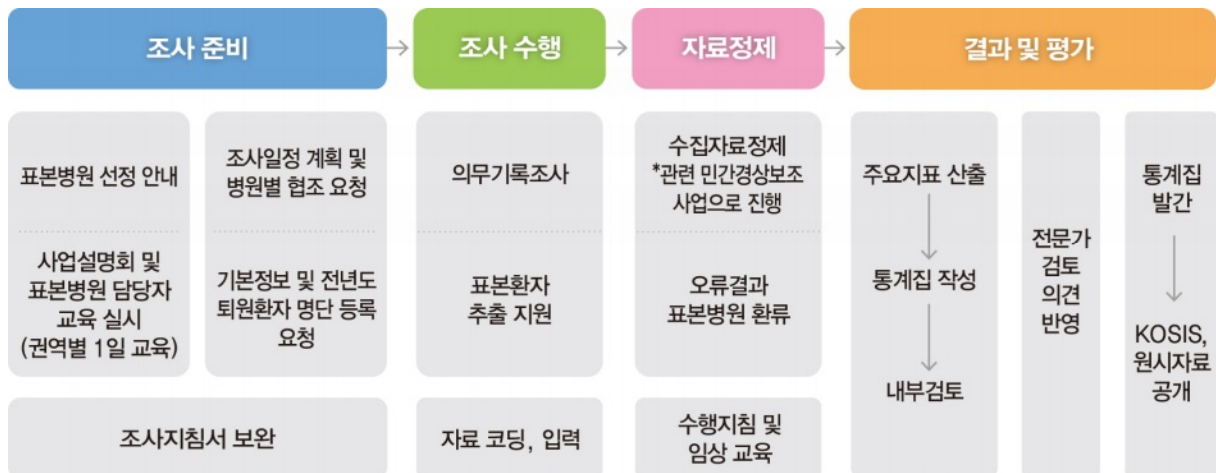 조사 준비
조사 수행
자료정제
결과 및 평가
표본병원 선정 안내
사업설명회 및
표본병원 담당자
교육 실시
(권역별 1일 교육)
조사일정 계획 및
병원별 협조 요청
기본정보 및 전년도
퇴원환자 명단 등록
요청
조사지침서 보완
의무기록조사
표본환자
추출 지원
자료 코딩, 입력
수집자료정제
*관련 민간경상보조
사업으로 진행
오류결과
표본병원 환류
수행지침 및
임상 교육
주요지표 산출
통계집 작성
내부검토
전문가
검토
의견
반영
통계집
발간
KOSIS,
원시자료
공개